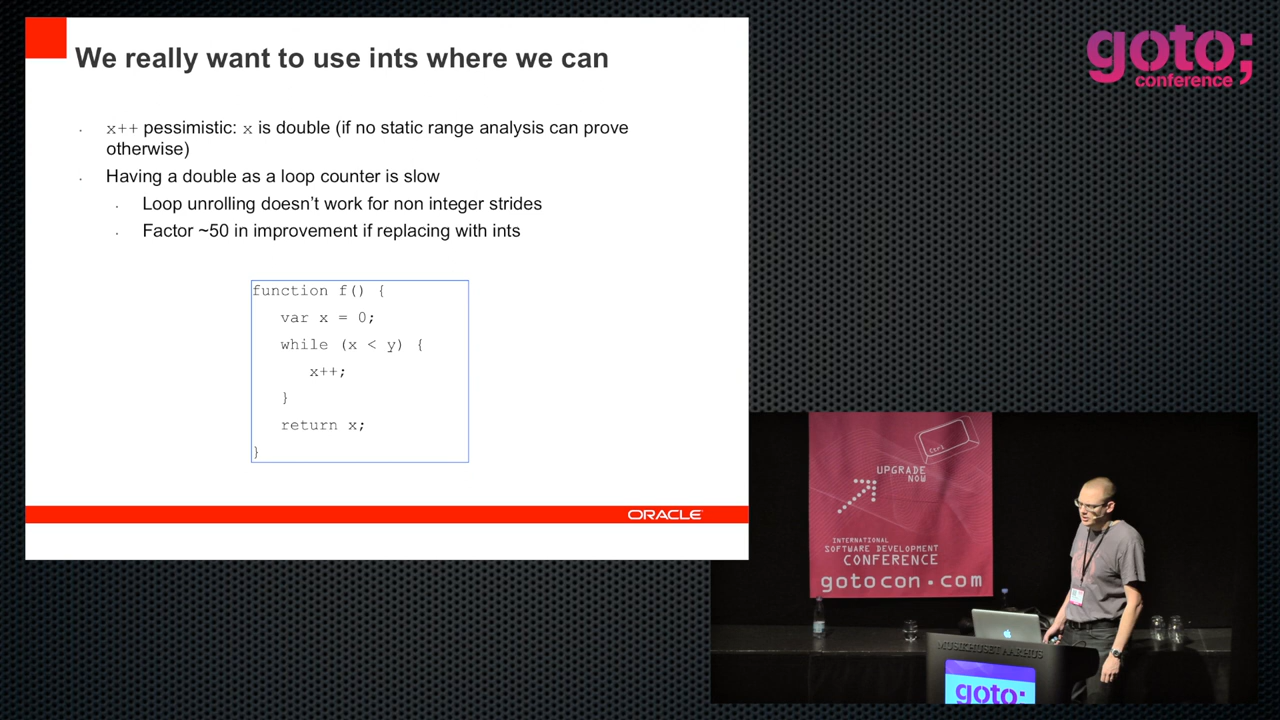 We really want to use ints where we can
x++ pessimistic: x is double (if no static range analysis can prove
otherwise)
Having a double as a loop counter is slow
Loop unrolling doesn't work for non integer strides
Factor ~50 in improvement if replacing with ints
function f() {
var x = 0;
while (x < y) {
x++;
}
return x;
}
ORACLE
goto;
conference
Ctrl
UPGRADE
NOW
INTERNATIONAL
SOFTWARE DEVELOPMENT
CONFERENCE
gotocon.com
MUSIKHUSET AARHUS
goto;